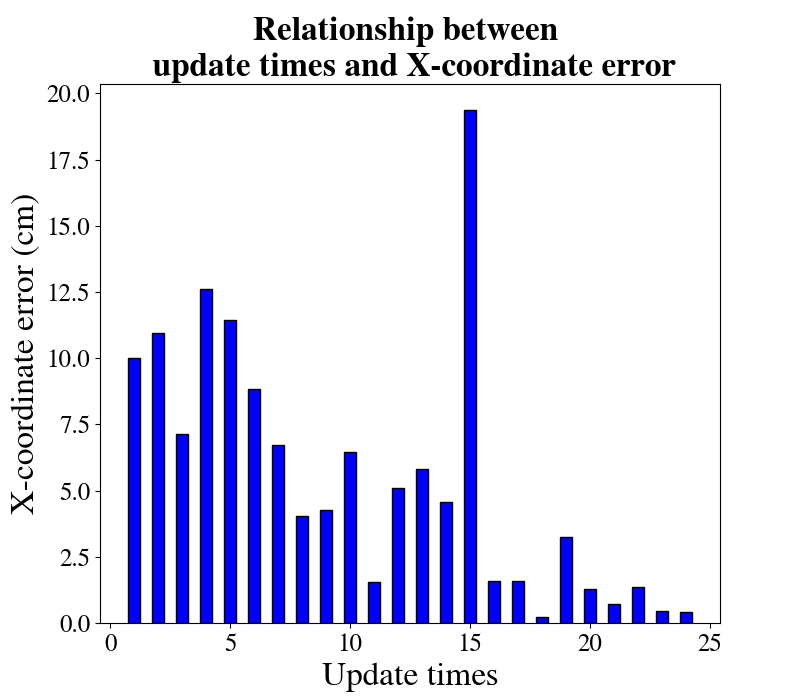 Relationship between
update times and X-coordinate error
20.0
17.5
15.0
12.5
10.0
7.5
5.0
2.5
0.0
X-coordinate error (cm)
0 5 10 15 20 25
Update times